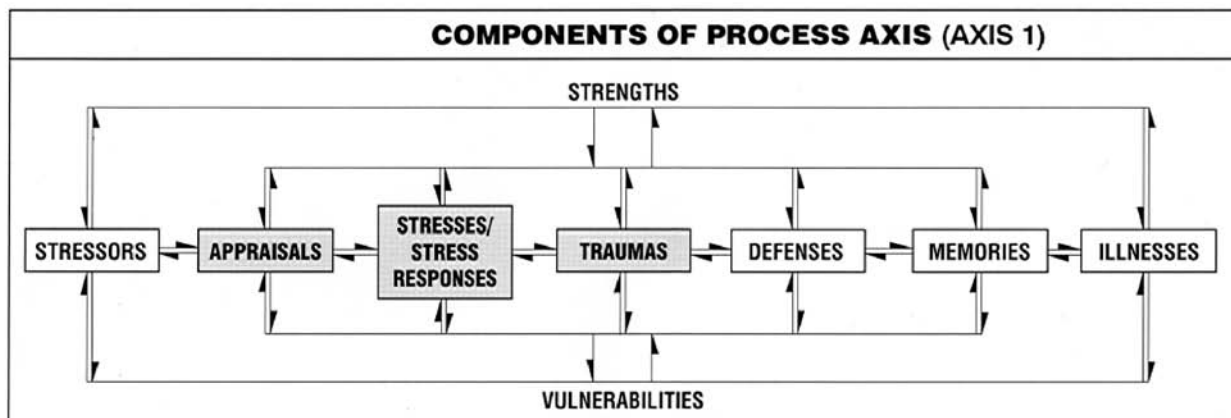 COMPONENTS OF PROCESS AXIS (AXIS 1)
STRENGTHS
STRESSORS
APPRAISALS
STRESSES/
STRESS
RESPONSES
TRAUMAS
DEFENSES
MEMORIES
ILLNESSES
VULNERABILITIES